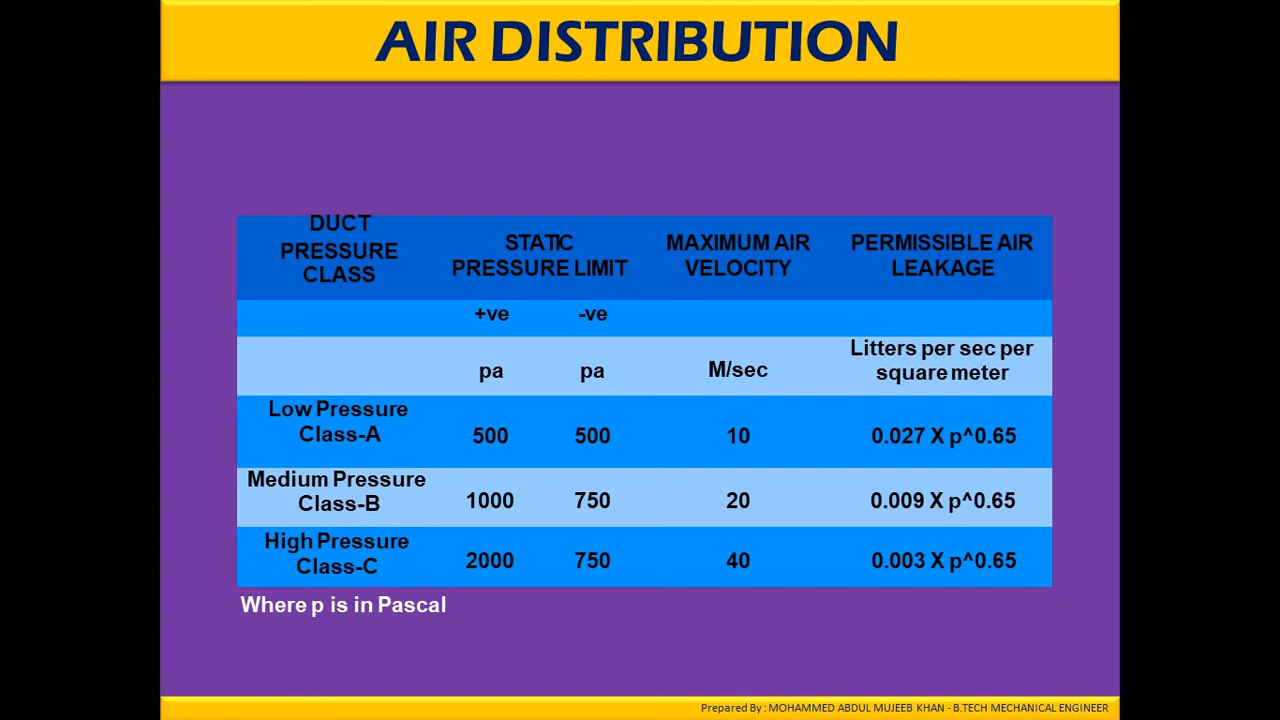 AIR DISTRIBUTION
DUCT
PRESSURE
CLASS
STATIC
PRESSURE LIMIT
MAXIMUM AIR
VELOCITY
PERMISSIBLE AIR
LEAKAGE
+ve
-ve
pa
pa
M/sec
Litters per sec per
square meter
Low Pressure
Class-A
500
500
10
0.027 X p^0.65
Medium Pressure
Class-B
1000
750
20
0.009 X p^0.65
High Pressure
Class-C
2000
750
40
0.003 X p^0.65
Where p is in Pascal
Prepared By : MOHAMMED ABDUL MUJEEB KHAN - B.TECH MECHANICAL ENGINEER